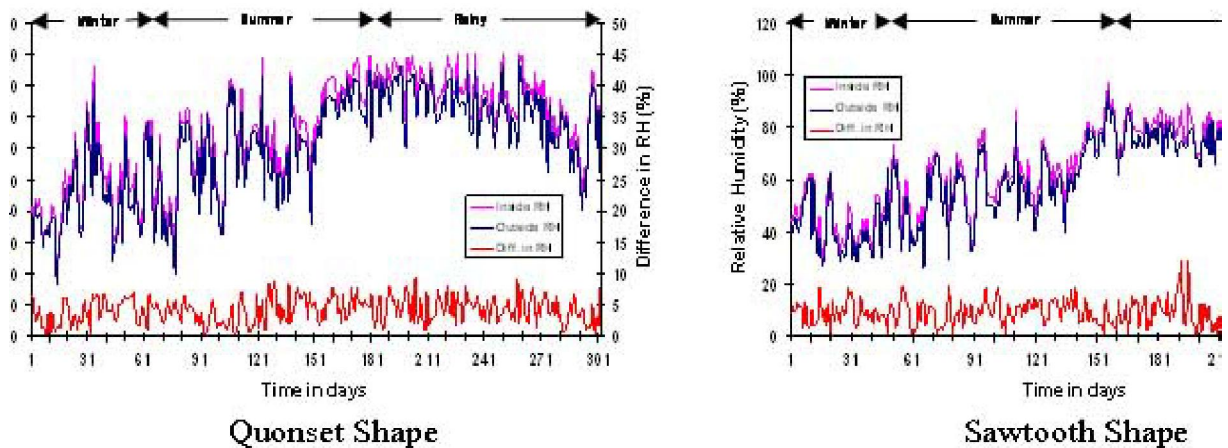 Winter Summer Rainy
50
45
40
35
30
25
20
15
10
5
0
Difference in RH (%)
Inside RH
Outside RH
Diff. in RH
1 31 61 91 121 151 181 211 241 271 301
Time in days
Quonset Shape
Winter Summer
120
100
80
60
40
20
0
Relative Humidity (%)
Inside RH
Outside RH
Diff. in RH
1 31 61 91 121 151 181 21
Time in days
Sawtooth Shape